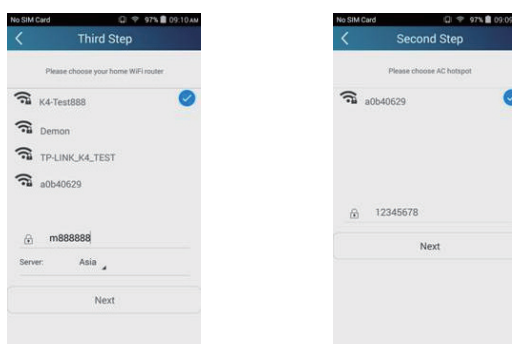 No SIM Card 97% 09:10 AM
Third Step
Please choose your home WiFi router
K4-Test888
Demon
TP-LINK_K4_TEST
a0b40629
m888888
Server: Asia
Next
No SIM Card 97% 09:09
Second Step
Please choose AC hotspot
a0b40629
12345678
Next